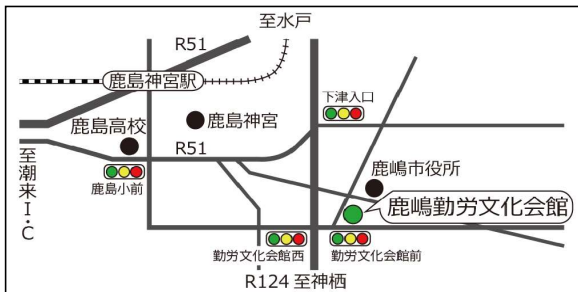 至水戸
R51
鹿島神宮駅
下津入口
鹿島高校
鹿島神宮
R51
至潮来I・C
鹿島小前
鹿嶋市役所
鹿嶋勤労文化会館
勤労文化会館西
勤労文化会館前
R124 至神栖